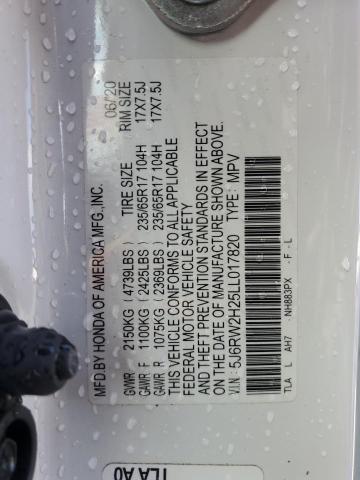 MFD.BY HONDA OF AMERICA MFG.,INC. 06/20
TIRE SIZE RIM SIZE
GVWR 2150KG (4739LBS)
GAWR F 1100KG (2425LBS) 235/65R17 104H 17X7.5J
GAWR R 1075KG (2369LBS) 235/65R17 104H 17X7.5J
THIS VEHICLE CONFORMS TO ALL APPLICABLE
FEDERAL MOTOR VEHICLE SAFETY
AND THEFT PREVENTION STANDARDS IN EFFECT
ON THE DATE OF MANUFACTURE SHOWN ABOVE.
V.I.N: 5J6RW2H25LL017820 TYPE: MPV
TLA L AH7 NH883PX - F - L
TLA A0